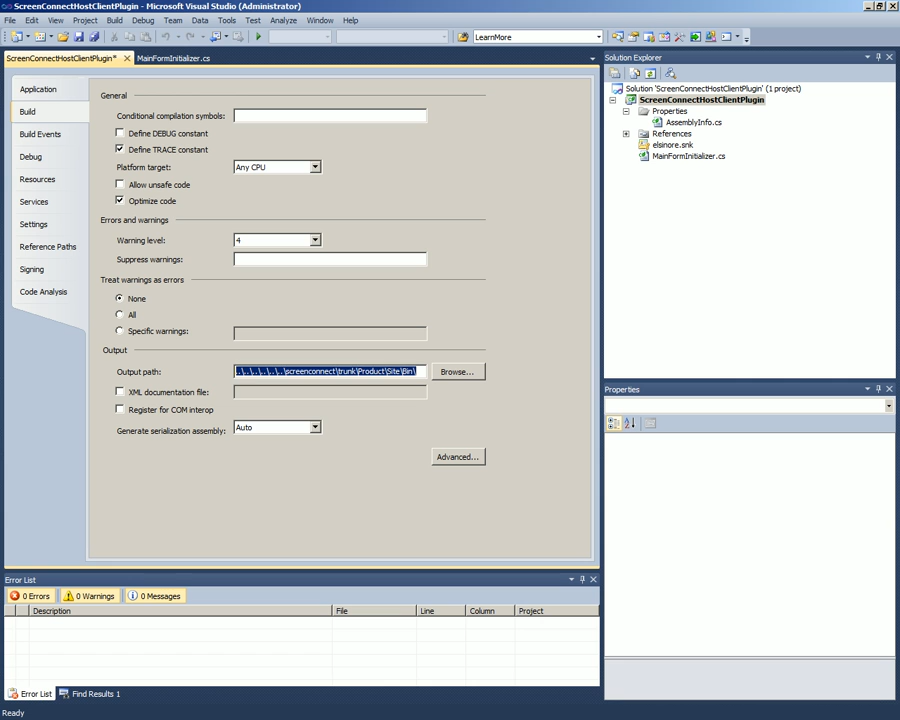 ScreenConnectHostClientPlugin - Microsoft Visual Studio (Administrator)
File Edit View Project Build Debug Team Data Tools Test Analyze Window Help
LearnMore
ScreenConnectHostClientPlugin* MainFormInitializer.cs
Application
Build
Build Events
Debug
Resources
Services
Settings
Reference Paths
Signing
Code Analysis
General
Conditional compilation symbols:
Define DEBUG constant
Define TRACE constant
Platform target: Any CPU
Allow unsafe code
Optimize code
Errors and warnings
Warning level: 4
Suppress warnings:
Treat warnings as errors
None
All
Specific warnings:
Output
Output path: .\..\..\..\..\..\..\screenconnect\trunk\Product\Site\Bin\ Browse...
XML documentation file:
Register for COM interop
Generate serialization assembly: Auto
Advanced...
Solution Explorer
Solution 'ScreenConnectHostClientPlugin' (1 project)
ScreenConnectHostClientPlugin
Properties
AssemblyInfo.cs
References
elsinore.snk
MainFormInitializer.cs
Properties
Error List
0 Errors 0 Warnings 0 Messages
Description File Line Column Project
Error List Find Results 1
Ready